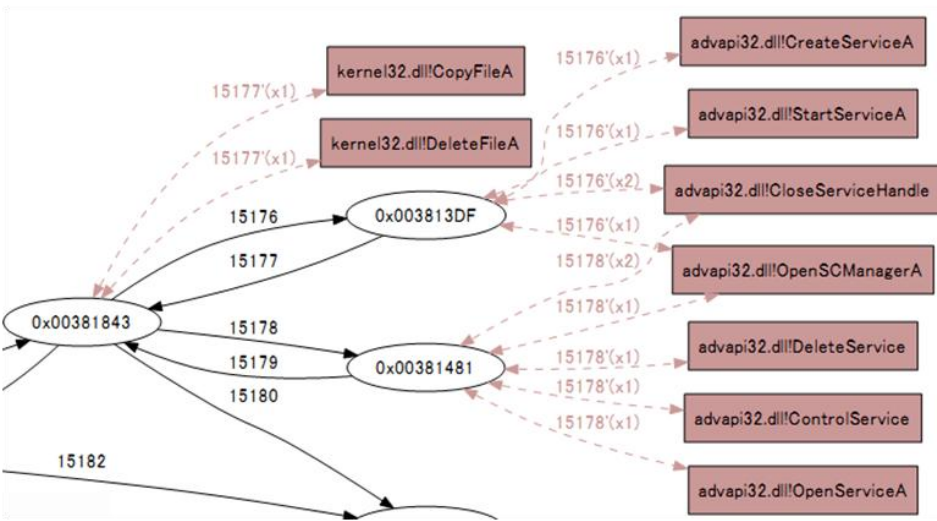 advapi32.dll!CreateServiceA
15176'(x1)
kernel32.dll!CopyFileA
15177'(x1)
advapi32.dll!StartServiceA
15176'(x1)
kernel32.dll!DeleteFileA
15177'(x1)
15176'(x2)
advapi32.dll!CloseServiceHandle
15176
0x003813DF
15176'(x1)
15177
15178'(x2)
advapi32.dll!OpenSCManagerA
15178'(x1)
0x00381843
15178
advapi32.dll!DeleteService
15178'(x1)
15179
0x00381481
15178'(x1)
15180
advapi32.dll!ControlService
15178'(x1)
15182
advapi32.dll!OpenServiceA